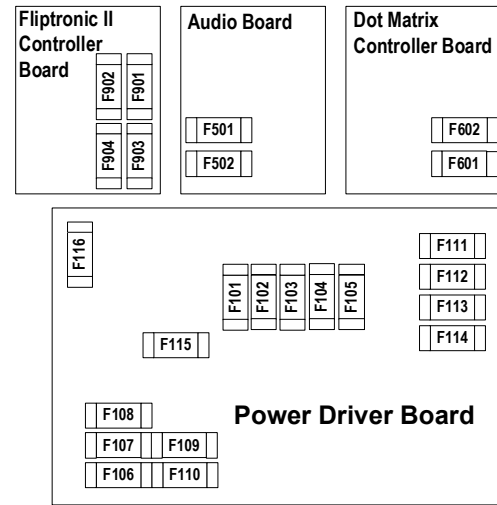 Fliptronic II
Controller
Board
F902
F901
F904
F903
Audio Board
F501
F502
Dot Matrix
Controller Board
F602
F601
F116
F101
F102
F103
F104
F105
F111
F112
F113
F114
F115
F108
F107
F109
F106
F110
Power Driver Board